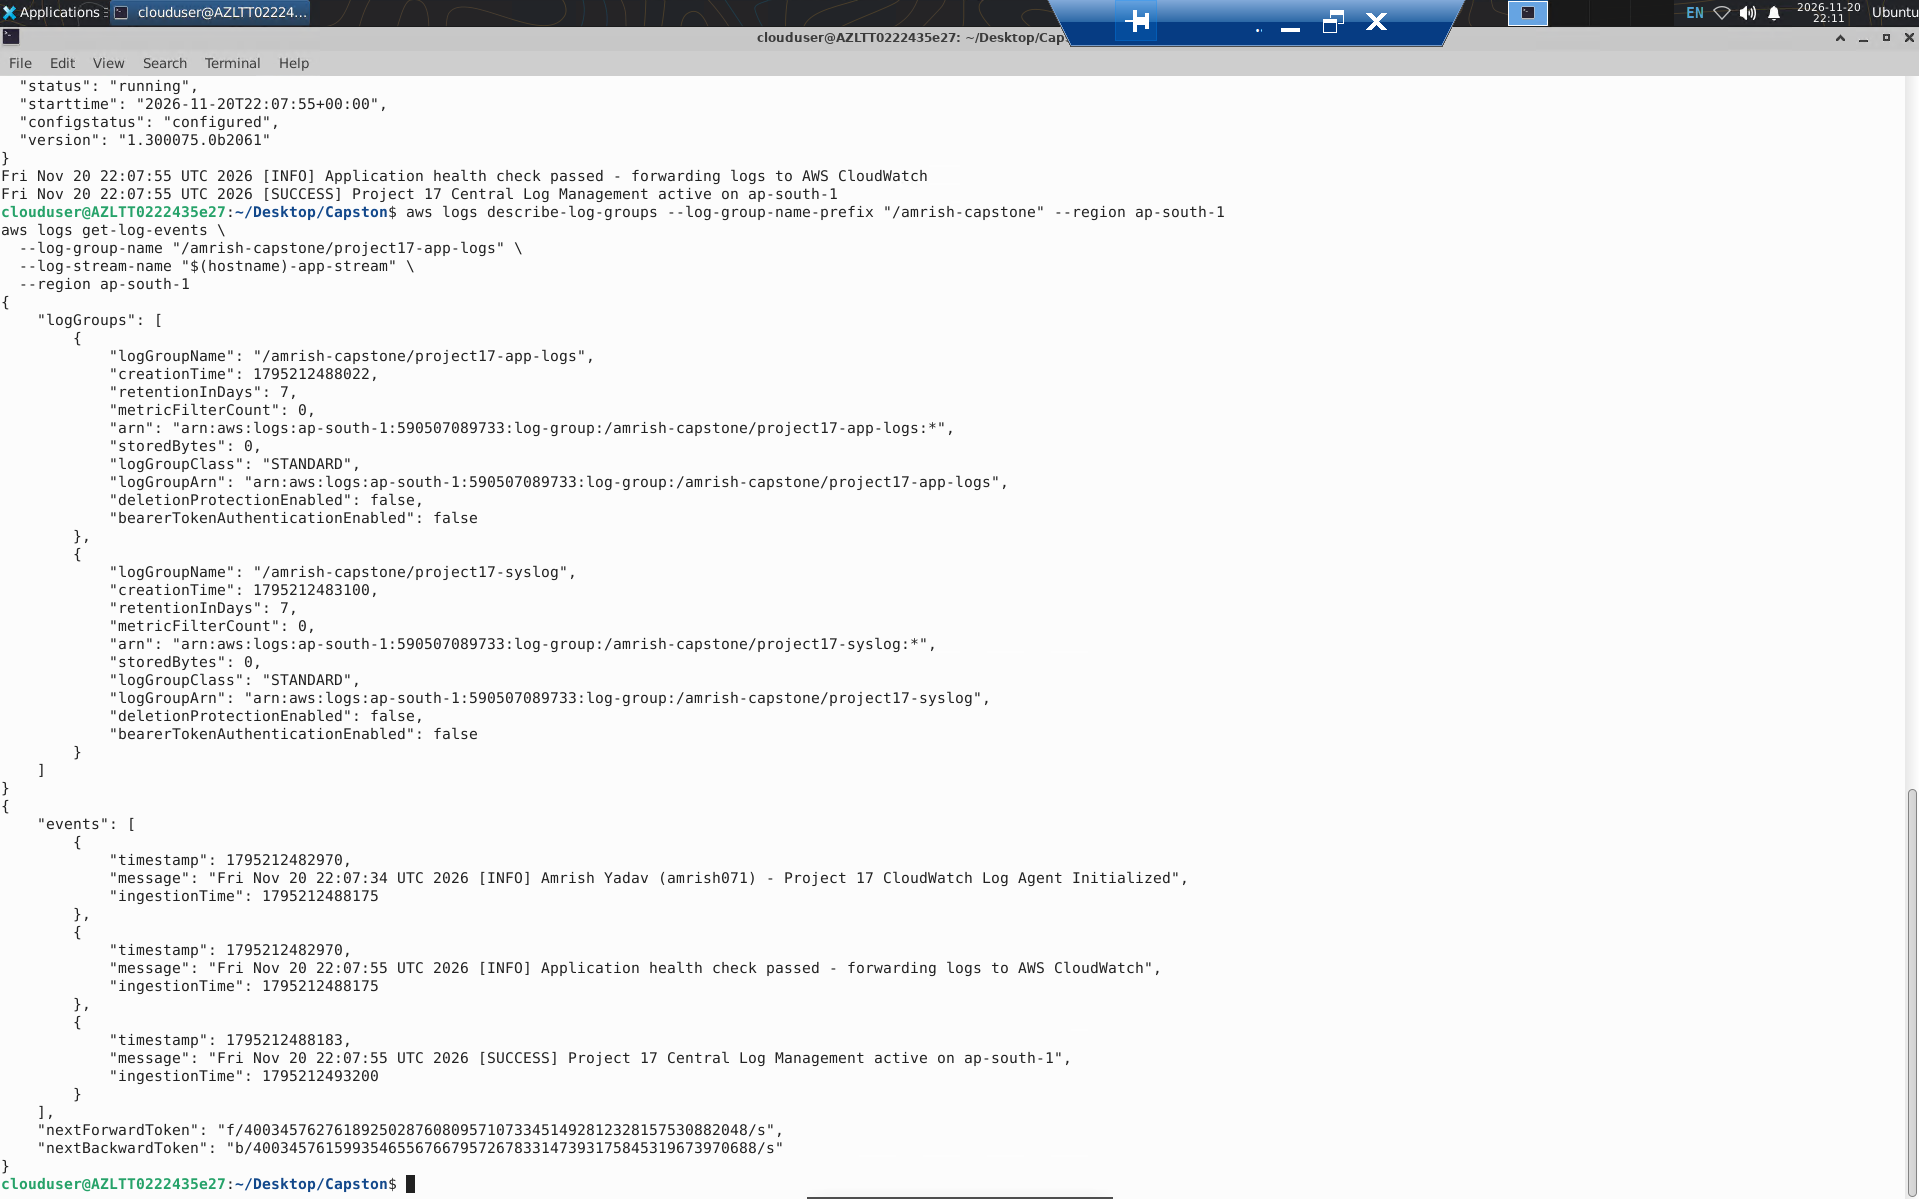 Applications
clouduser@AZLTT02224...
EN
2026-11-20
22:11
Ubuntu
clouduser@AZLTT0222435e27: ~/Desktop/Cap
File Edit View Search Terminal Help
  "status": "running",
  "starttime": "2026-11-20T22:07:55+00:00",
  "configstatus": "configured",
  "version": "1.300075.0b2061"
}
Fri Nov 20 22:07:55 UTC 2026 [INFO] Application health check passed - forwarding logs to AWS CloudWatch
Fri Nov 20 22:07:55 UTC 2026 [SUCCESS] Project 17 Central Log Management active on ap-south-1
clouduser@AZLTT0222435e27:~/Desktop/Capston$ aws logs describe-log-groups --log-group-name-prefix "/amrish-capstone" --region ap-south-1
aws logs get-log-events \
  --log-group-name "/amrish-capstone/project17-app-logs" \
  --log-stream-name "$(hostname)-app-stream" \
  --region ap-south-1
{
    "logGroups": [
        {
            "logGroupName": "/amrish-capstone/project17-app-logs",
            "creationTime": 1795212488022,
            "retentionInDays": 7,
            "metricFilterCount": 0,
            "arn": "arn:aws:logs:ap-south-1:590507089733:log-group:/amrish-capstone/project17-app-logs:*",
            "storedBytes": 0,
            "logGroupClass": "STANDARD",
            "logGroupArn": "arn:aws:logs:ap-south-1:590507089733:log-group:/amrish-capstone/project17-app-logs",
            "deletionProtectionEnabled": false,
            "bearerTokenAuthenticationEnabled": false
        },
        {
            "logGroupName": "/amrish-capstone/project17-syslog",
            "creationTime": 1795212483100,
            "retentionInDays": 7,
            "metricFilterCount": 0,
            "arn": "arn:aws:logs:ap-south-1:590507089733:log-group:/amrish-capstone/project17-syslog:*",
            "storedBytes": 0,
            "logGroupClass": "STANDARD",
            "logGroupArn": "arn:aws:logs:ap-south-1:590507089733:log-group:/amrish-capstone/project17-syslog",
            "deletionProtectionEnabled": false,
            "bearerTokenAuthenticationEnabled": false
        }
    ]
}
{
    "events": [
        {
            "timestamp": 1795212482970,
            "message": "Fri Nov 20 22:07:34 UTC 2026 [INFO] Amrish Yadav (amrish071) - Project 17 CloudWatch Log Agent Initialized",
            "ingestionTime": 1795212488175
        },
        {
            "timestamp": 1795212482970,
            "message": "Fri Nov 20 22:07:55 UTC 2026 [INFO] Application health check passed - forwarding logs to AWS CloudWatch",
            "ingestionTime": 1795212488175
        },
        {
            "timestamp": 1795212488183,
            "message": "Fri Nov 20 22:07:55 UTC 2026 [SUCCESS] Project 17 Central Log Management active on ap-south-1",
            "ingestionTime": 1795212493200
        }
    ],
    "nextForwardToken": "f/40034576276189250287608095710733451492812328157530882048/s",
    "nextBackwardToken": "b/40034576159935465567667957267833147393175845319673970688/s"
}
clouduser@AZLTT0222435e27:~/Desktop/Capston$